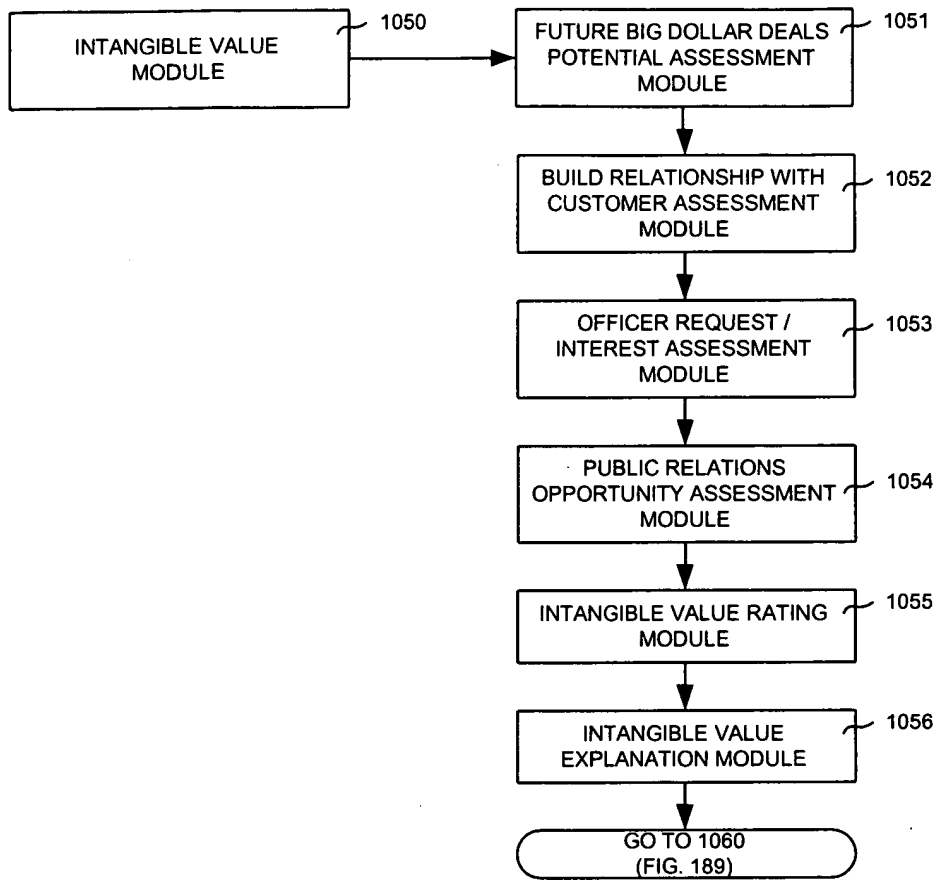 INTANGIBLE VALUE
MODULE
1050
FUTURE BIG DOLLAR DEALS
POTENTIAL ASSESSMENT
MODULE
1051
BUILD RELATIONSHIP WITH
CUSTOMER ASSESSMENT
MODULE
1052
OFFICER REQUEST /
INTEREST ASSESSMENT
MODULE
1053
PUBLIC RELATIONS
OPPORTUNITY ASSESSMENT
MODULE
1054
INTANGIBLE VALUE RATING
MODULE
1055
INTANGIBLE VALUE
EXPLANATION MODULE
1056
GO TO 1060
(FIG. 189)